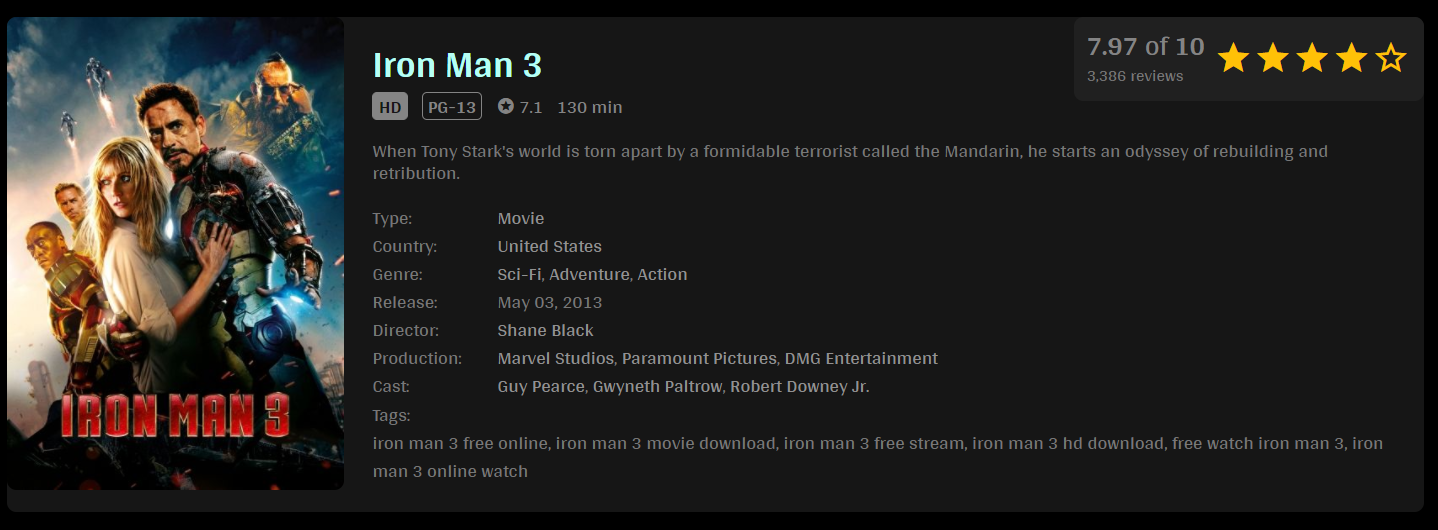 Iron Man 3
7.97 of 10
3,386 reviews
HD PG-13 7.1 130 min
When Tony Stark's world is torn apart by a formidable terrorist called the Mandarin, he starts an odyssey of rebuilding and
retribution.
Type: Movie
Country: United States
Genre: Sci-Fi, Adventure, Action
Release: May 03, 2013
Director: Shane Black
Production: Marvel Studios, Paramount Pictures, DMG Entertainment
Cast: Guy Pearce, Gwyneth Paltrow, Robert Downey Jr.
Tags:
iron man 3 free online, iron man 3 movie download, iron man 3 free stream, iron man 3 hd download, free watch iron man 3, iron
man 3 online watch
IRON MAN 3